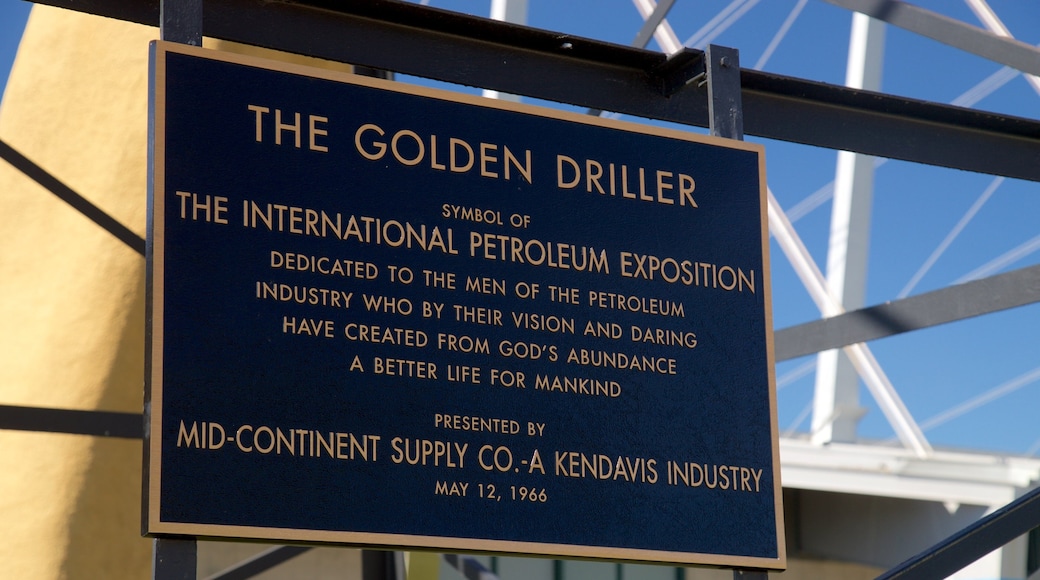 THE GOLDEN DRILLER
SYMBOL OF
THE INTERNATIONAL PETROLEUM EXPOSITION
DEDICATED TO THE MEN OF THE PETROLEUM
INDUSTRY WHO BY THEIR VISION AND DARING
HAVE CREATED FROM GOD'S ABUNDANCE
A BETTER LIFE FOR MANKIND
PRESENTED BY
MID-CONTINENT SUPPLY CO.-A KENDAVIS INDUSTRY
MAY 12, 1966